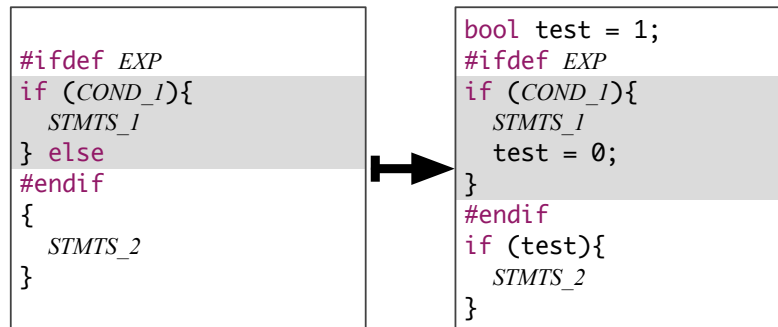 #ifdef EXP
if (COND_1){
STMTS_1
} else
#endif
{
STMTS_2
}
bool test = 1;
#ifdef EXP
if (COND_1){
STMTS_1
test = 0;
}
#endif
if (test){
STMTS_2
}